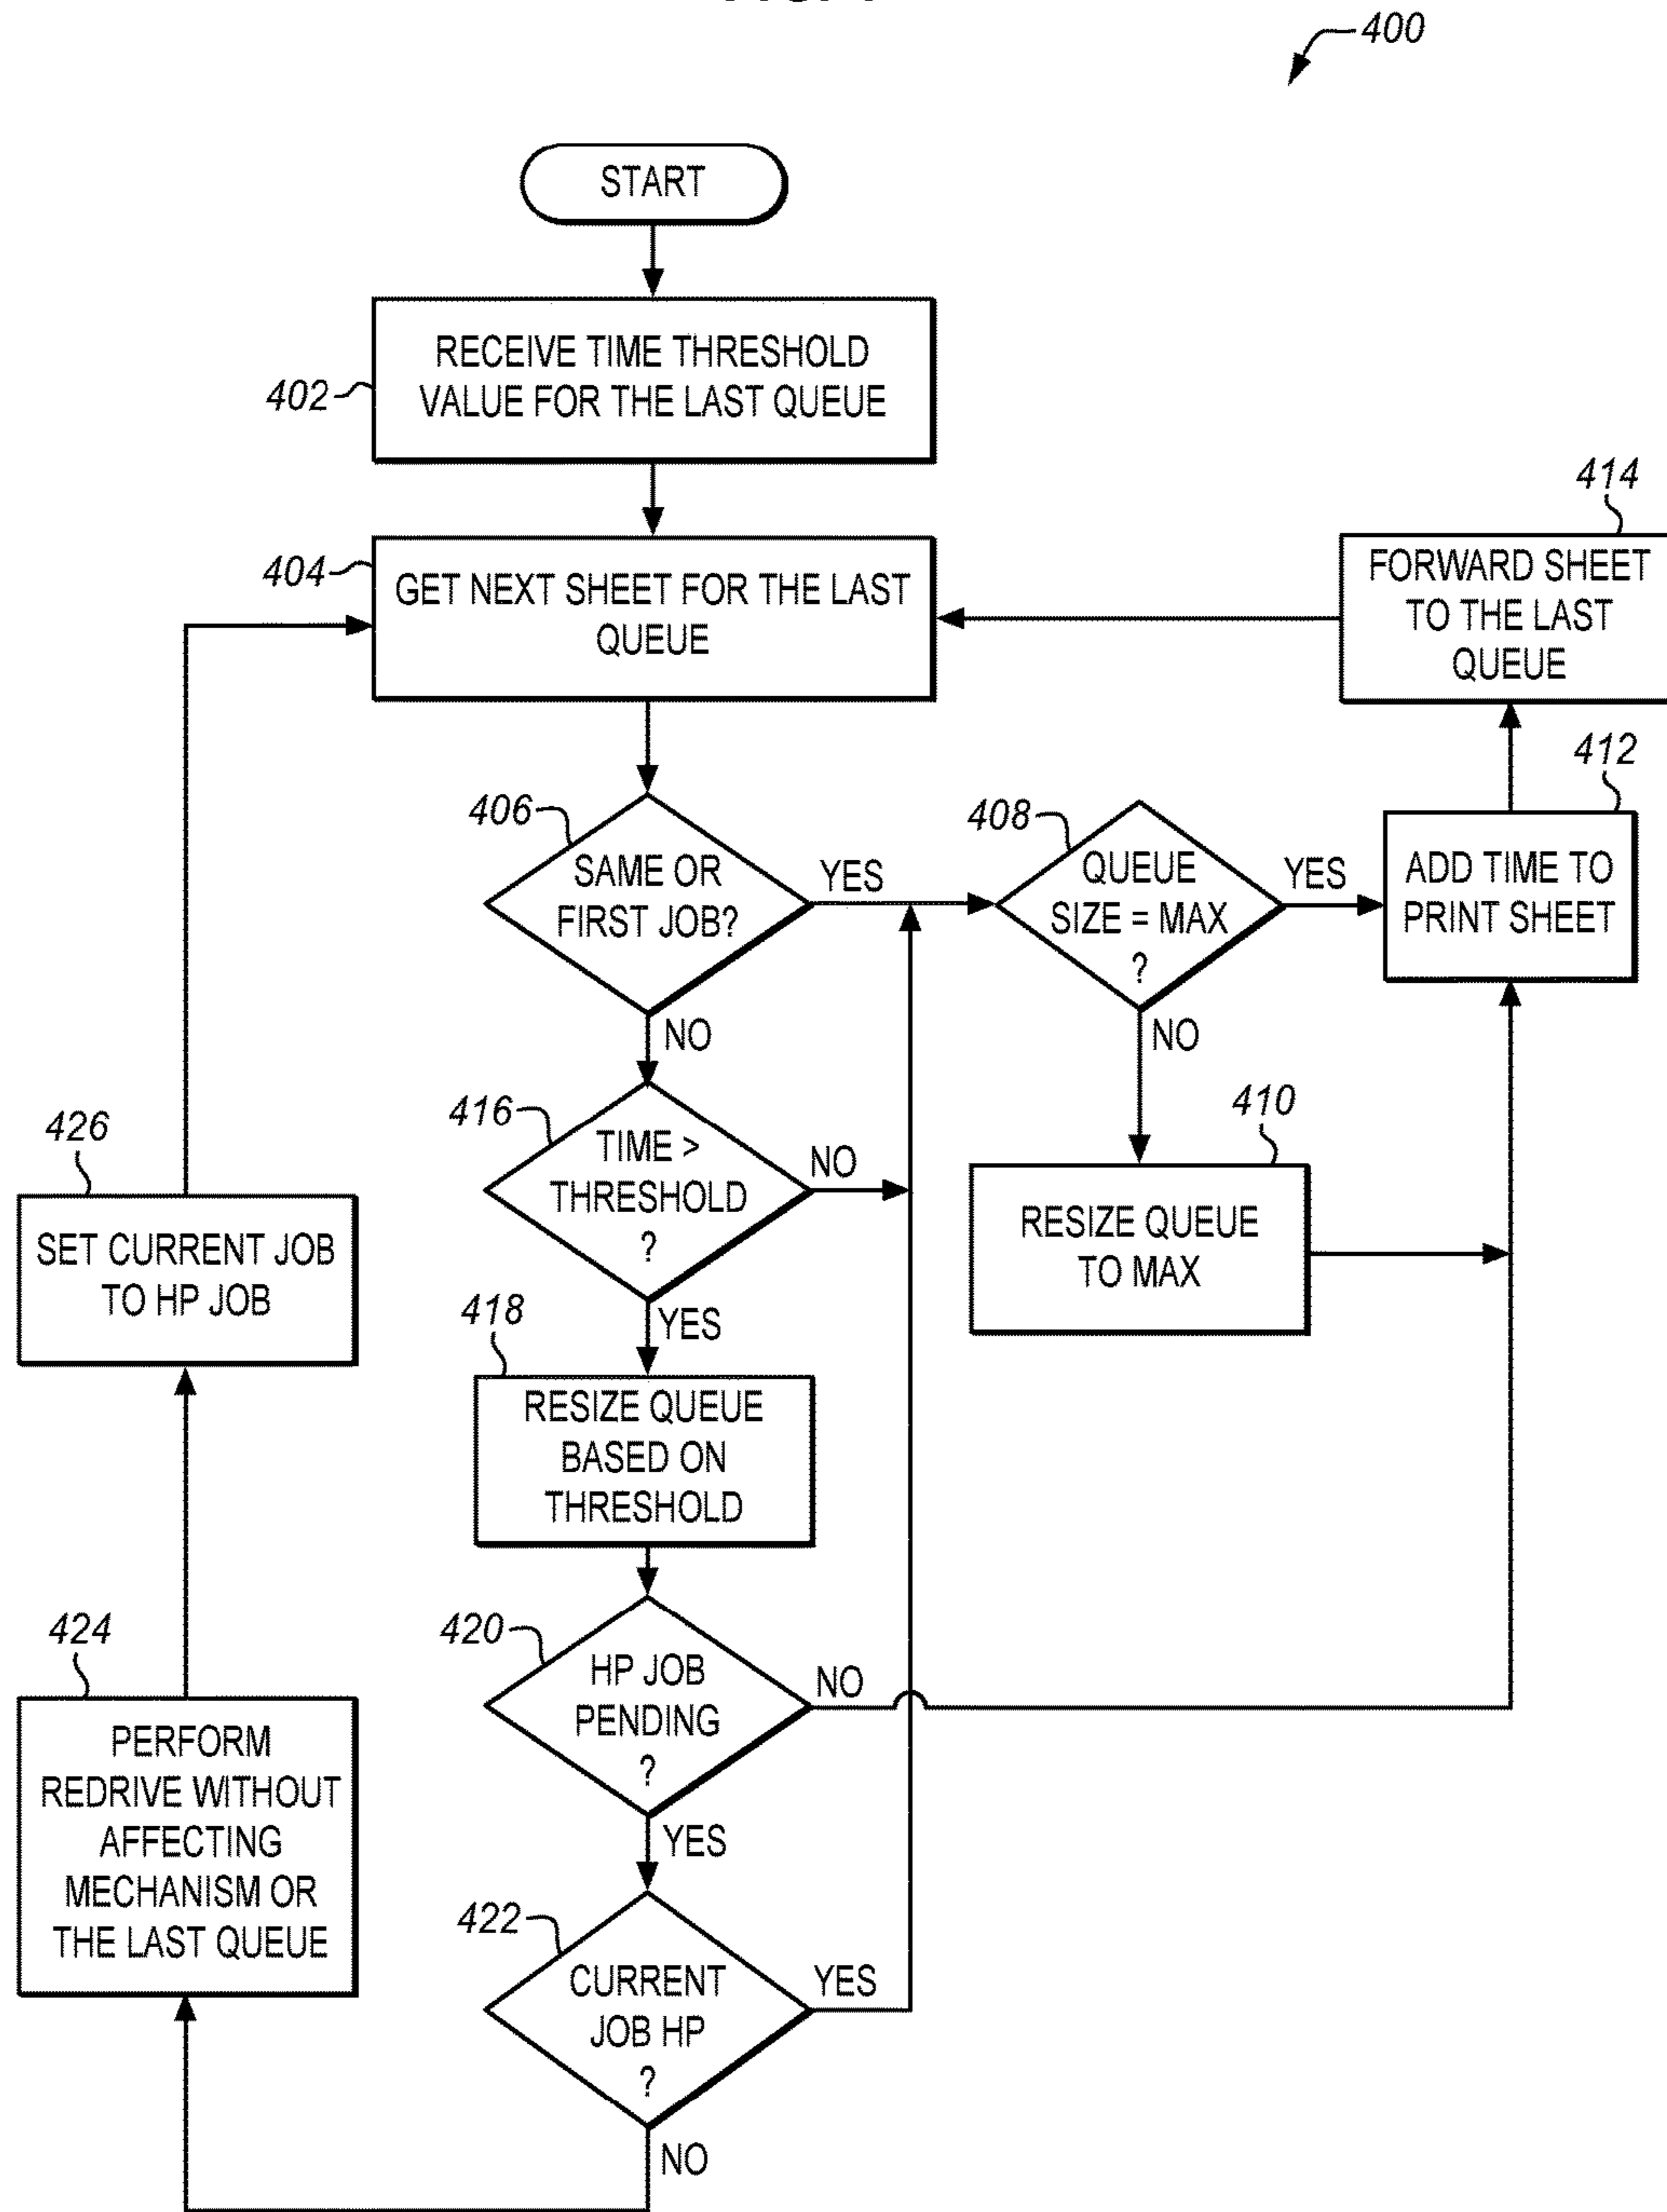 400
START
RECEIVE TIME THRESHOLD
VALUE FOR THE LAST QUEUE
402
414
404
GET NEXT SHEET FOR THE LAST
QUEUE
FORWARD SHEET
TO THE LAST
QUEUE
412
406
SAME OR
FIRST JOB?
YES
408
QUEUE
SIZE = MAX
?
YES
ADD TIME TO
PRINT SHEET
NO
NO
416
TIME >
THRESHOLD
?
NO
410
RESIZE QUEUE
TO MAX
426
SET CURRENT JOB
TO HP JOB
YES
418
RESIZE QUEUE
BASED ON
THRESHOLD
420
HP JOB
PENDING
?
NO
424
PERFORM
REDRIVE WITHOUT
AFFECTING
MECHANISM OR
THE LAST QUEUE
YES
422
CURRENT
JOB HP
?
YES
NO